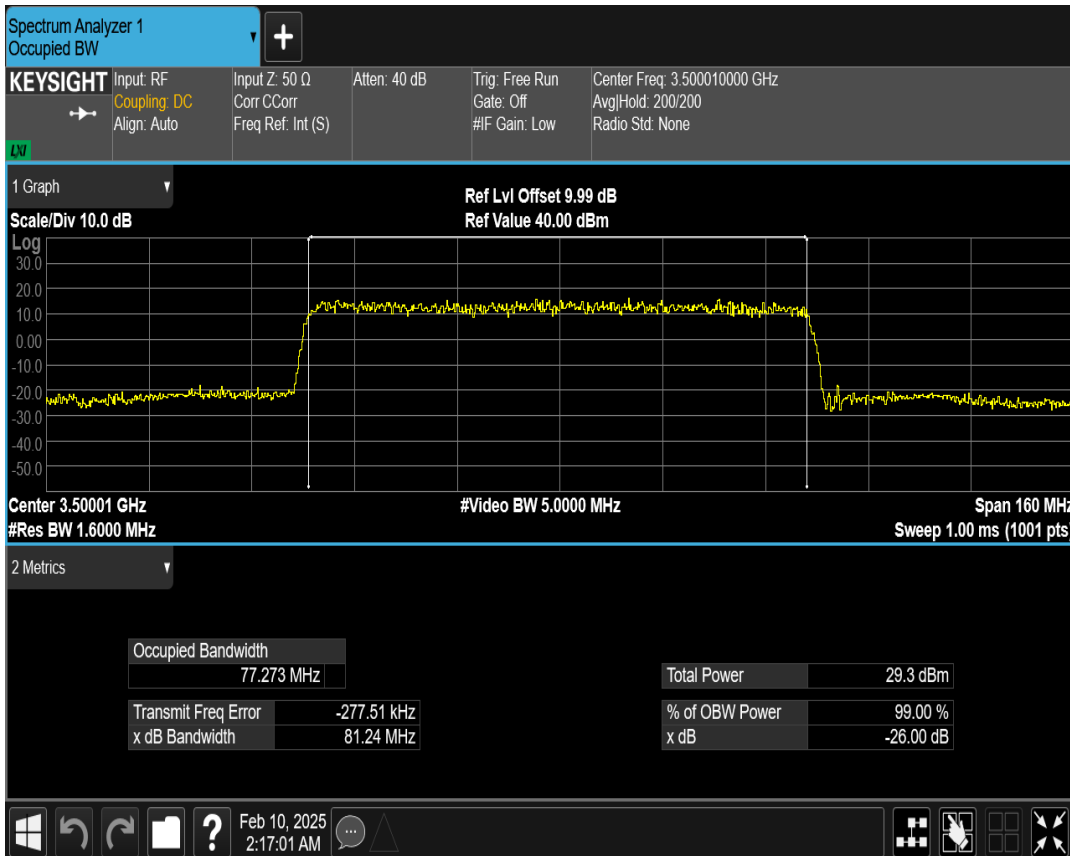 Spectrum Analyzer 1
Occupied BW
KEYSIGHT
Input: RF
Coupling: DC
Align: Auto
Input Z: 50 Ω
Corr CCorr
Freq Ref: Int (S)
Atten: 40 dB
Trig: Free Run
Gate: Off
#IF Gain: Low
Center Freq: 3.500010000 GHz
Avg|Hold: 200/200
Radio Std: None
LXI
1 Graph
Ref Lvl Offset 9.99 dB
Scale/Div 10.0 dB
Ref Value 40.00 dBm
Log
30.0
20.0
10.0
0.00
-10.0
-20.0
-30.0
-40.0
-50.0
Center 3.50001 GHz
#Video BW 5.0000 MHz
Span 160 MHz
#Res BW 1.6000 MHz
Sweep 1.00 ms (1001 pts)
2 Metrics
Occupied Bandwidth
77.273 MHz
Total Power 29.3 dBm
Transmit Freq Error -277.51 kHz
% of OBW Power 99.00 %
x dB Bandwidth 81.24 MHz
x dB -26.00 dB
Feb 10, 2025
2:17:01 AM